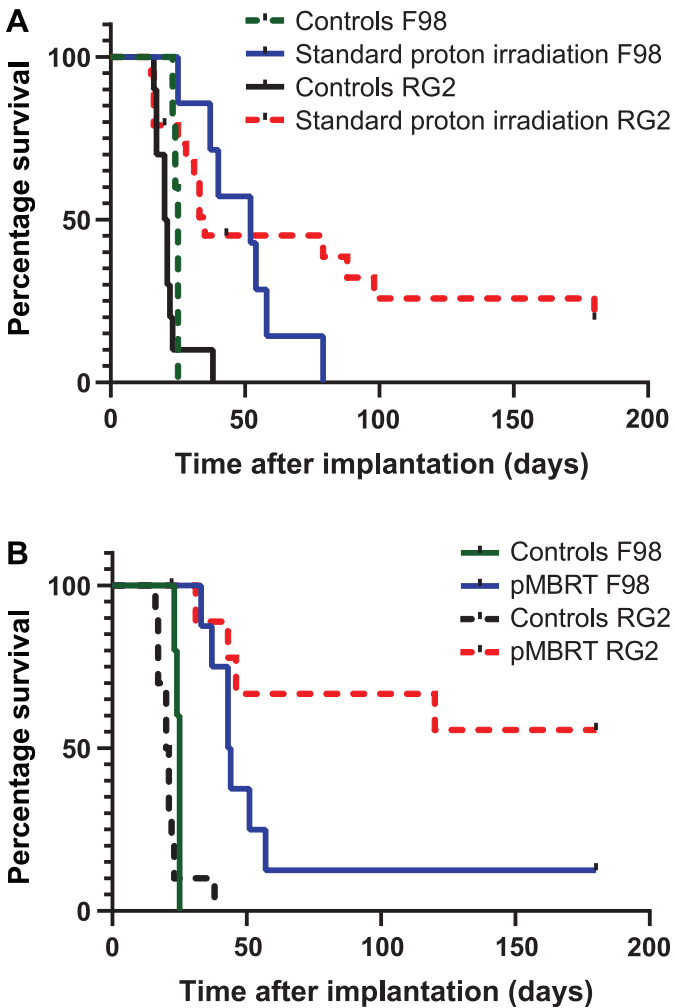 A
Controls F98
Standard proton irradiation F98
Controls RG2
Standard proton irradiation RG2
Percentage survival
100
50
0
0 50 100 150 200
Time after implantation (days)
B
Controls F98
pMBRT F98
Controls RG2
pMBRT RG2
Percentage survival
100
50
0
0 50 100 150 200
Time after implantation (days)